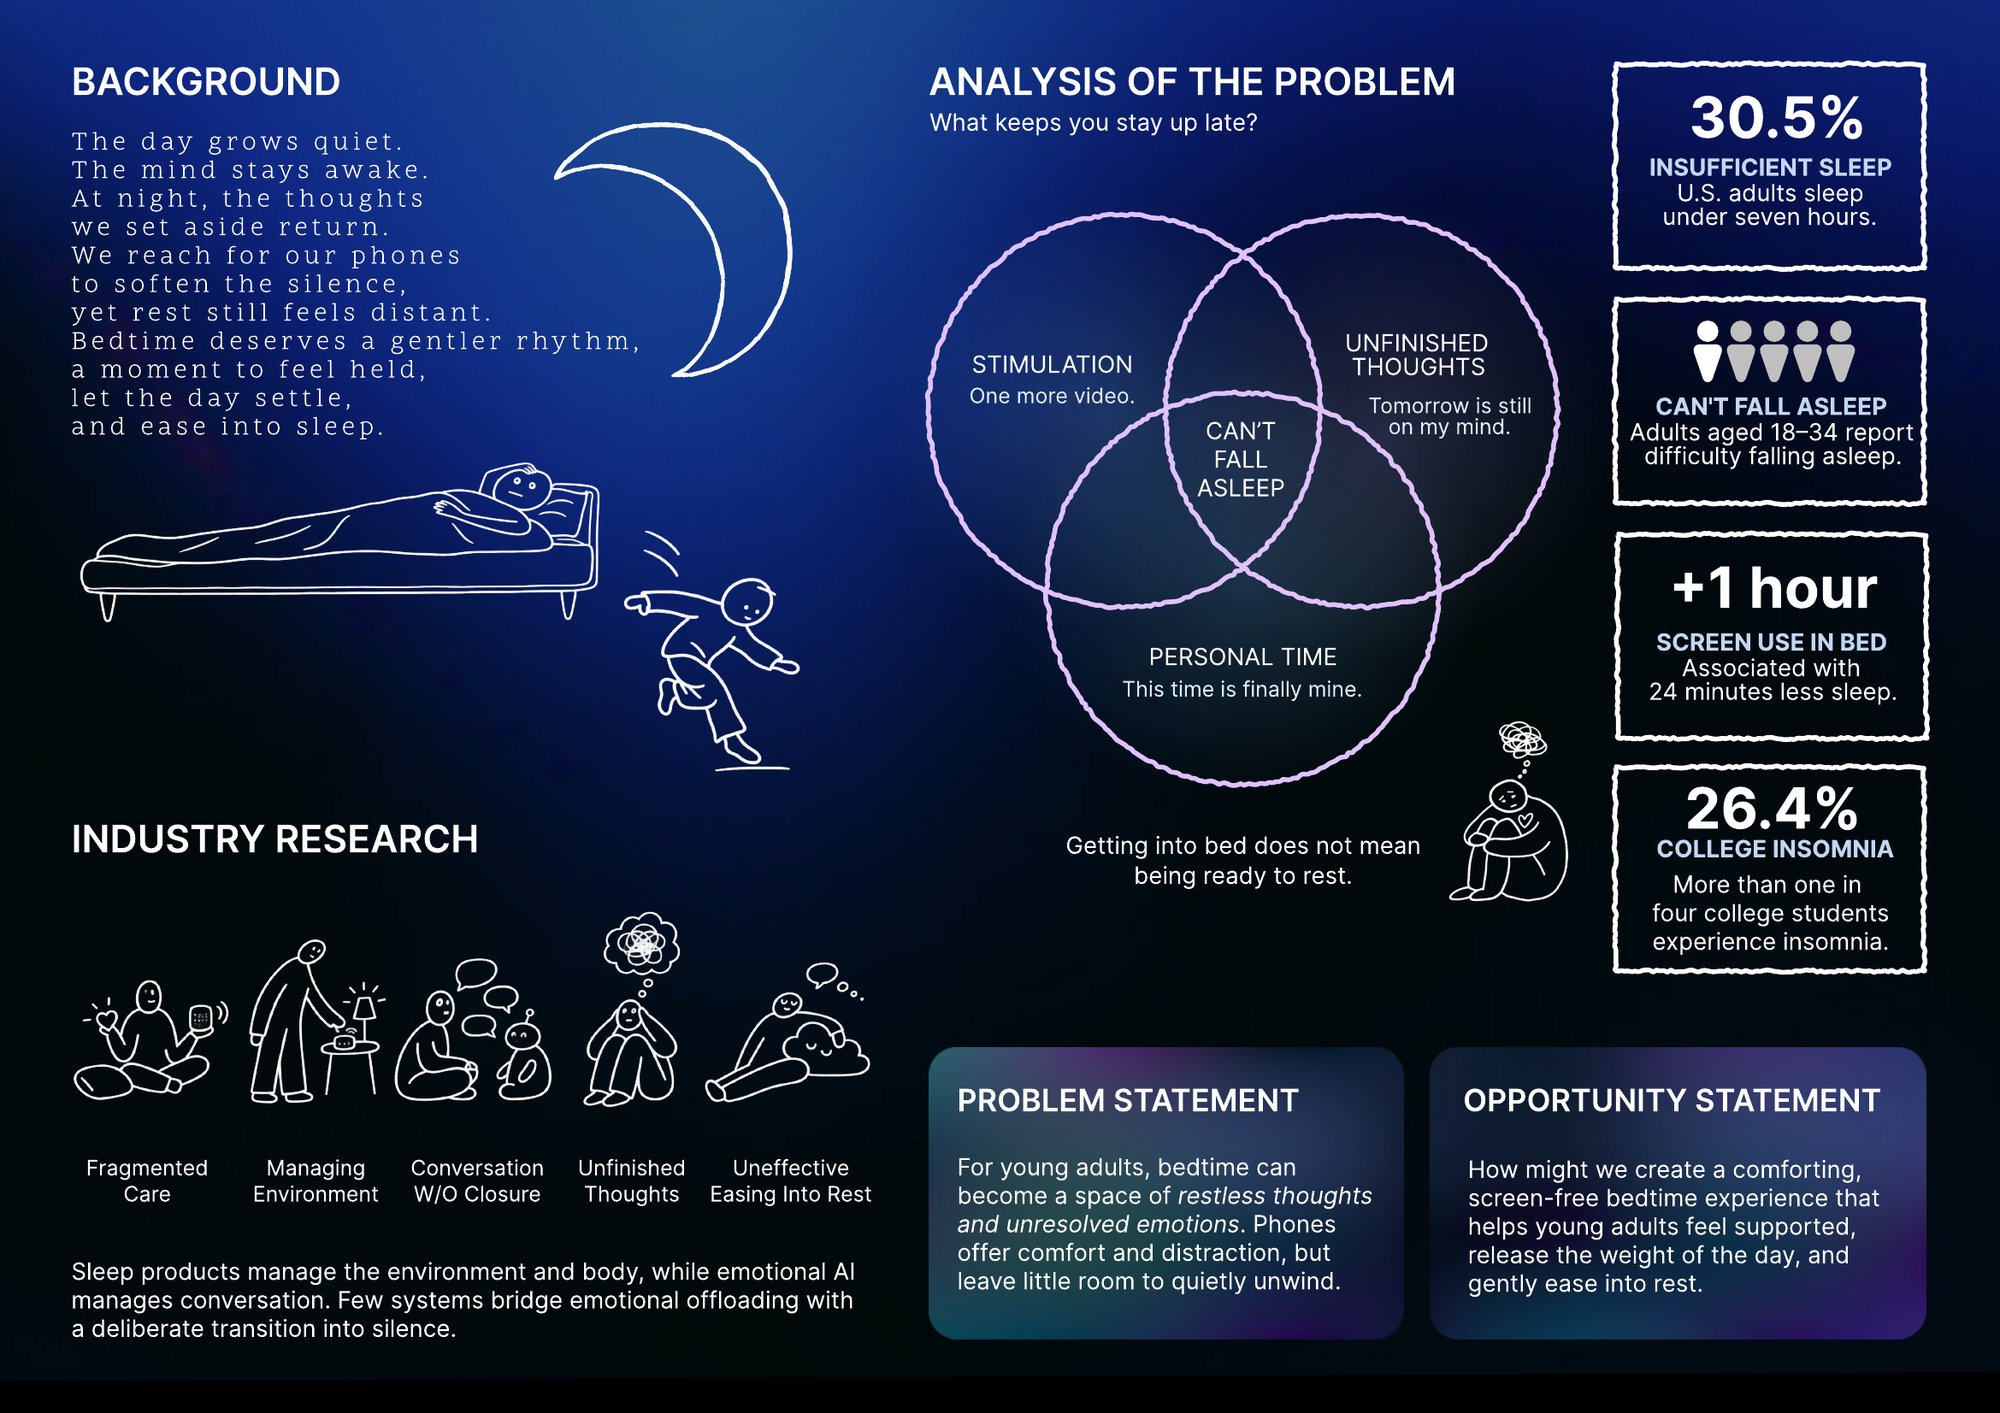 BACKGROUND
The day grows quiet.
The mind stays awake.
At night, the thoughts
we set aside return.
We reach for our phones
to soften the silence,
yet rest still feels distant.
Bedtime deserves a gentler rhythm,
a moment to feel held,
let the day settle,
and ease into sleep.
INDUSTRY RESEARCH
Fragmented
Care
Managing
Environment
Conversation
W/O Closure
Unfinished
Thoughts
Uneffective
Easing Into Rest
Sleep products manage the environment and body, while emotional AI
manages conversation. Few systems bridge emotional offloading with
a deliberate transition into silence.
ANALYSIS OF THE PROBLEM
What keeps you stay up late?
STIMULATION
One more video.
UNFINISHED
THOUGHTS
Tomorrow is still
on my mind.
CAN'T
FALL
ASLEEP
PERSONAL TIME
This time is finally mine.
Getting into bed does not mean
being ready to rest.
30.5%
INSUFFICIENT SLEEP
U.S. adults sleep
under seven hours.
CAN'T FALL ASLEEP
Adults aged 18–34 report
difficulty falling asleep.
+1 hour
SCREEN USE IN BED
Associated with
24 minutes less sleep.
26.4%
COLLEGE INSOMNIA
More than one in
four college students
experience insomnia.
PROBLEM STATEMENT
For young adults, bedtime can
become a space of restless thoughts
and unresolved emotions. Phones
offer comfort and distraction, but
leave little room to quietly unwind.
OPPORTUNITY STATEMENT
How might we create a comforting,
screen-free bedtime experience that
helps young adults feel supported,
release the weight of the day, and
gently ease into rest.